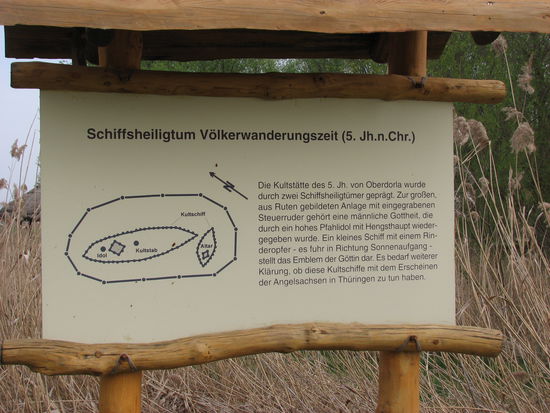 Schiffsheiligtum Völkerwanderungszeit (5. Jh.n.Chr.)
Kultschiff
Idol
Kultstab
Altar
Die Kultstätte des 5. Jh. von Oberdorla wurde
durch zwei Schiffsheiligtümer geprägt. Zur großen,
aus Ruten gebildeten Anlage mit eingegrabenen
Steuerruder gehört eine männliche Gottheit, die
durch ein hohes Pfahlidol mit Hengsthaupt wieder-
gegeben wurde. Ein kleines Schiff mit einem Rin-
deropfer - es fuhr in Richtung Sonnenaufgang -
stellt das Emblem der Göttin dar. Es bedarf weiterer
Klärung, ob diese Kultschiffe mit dem Erscheinen
der Angelsachsen in Thüringen zu tun haben.